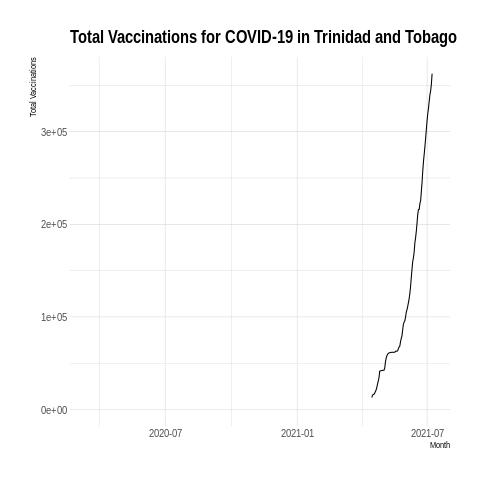 Total Vaccinations for COVID-19 in Trinidad and Tobago
Total Vaccinations
3e+05
2e+05
1e+05
0e+00
2020-07 2021-01 2021-07
Month